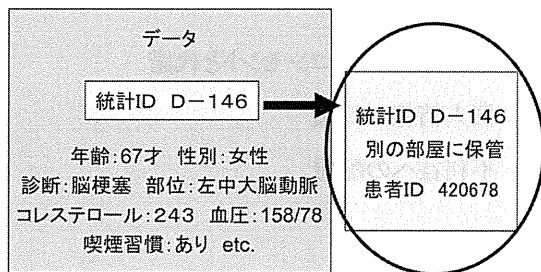 データ
統計ID D－146
年齢：67才 性別：女性
診断：脳梗塞 部位：左中大脳動脈
コレステロール：243 血圧：158/78
喫煙習慣：あり etc.
統計ID D－146
別の部屋に保管
患者ID 420678